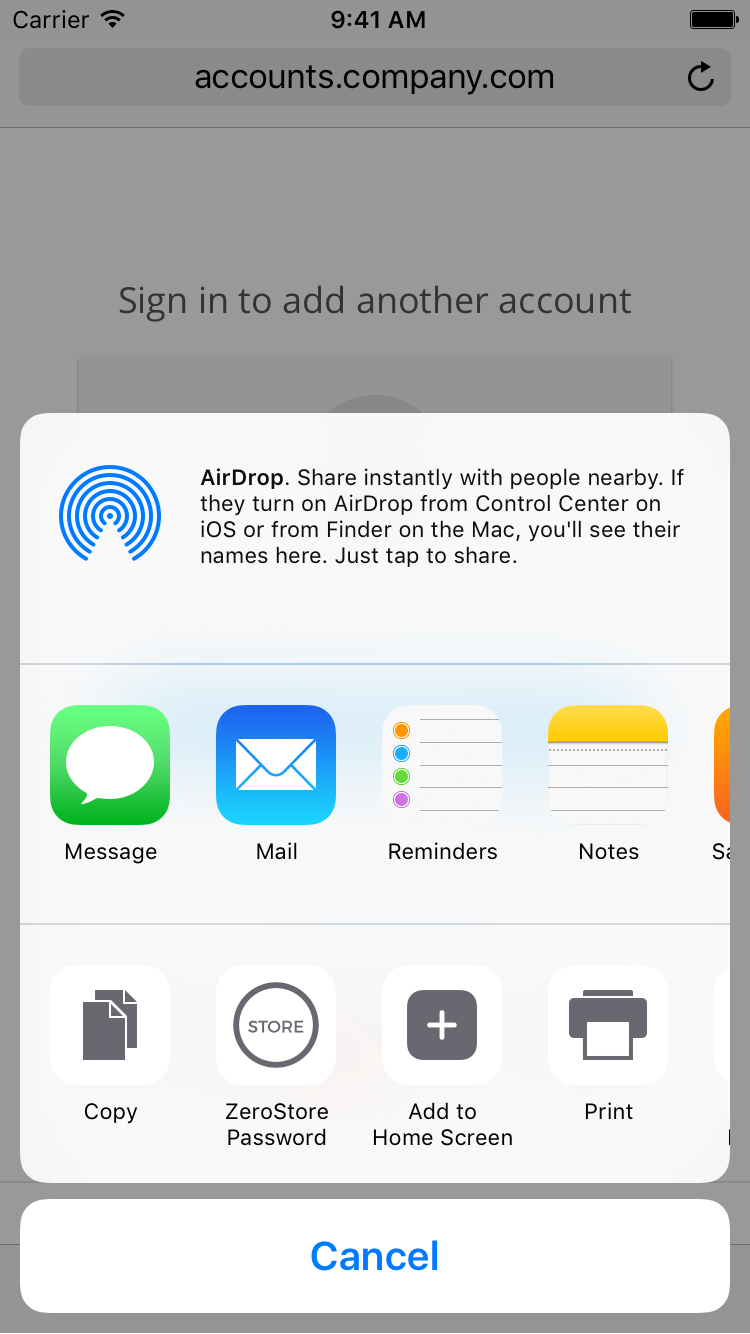 Carrier 9:41 AM
accounts.company.com
Sign in to add another account
AirDrop. Share instantly with people nearby. If
they turn on AirDrop from Control Center on
iOS or from Finder on the Mac, you'll see their
names here. Just tap to share.
Message Mail Reminders Notes
STORE
Copy ZeroStore Add to Print
Password Home Screen
Cancel